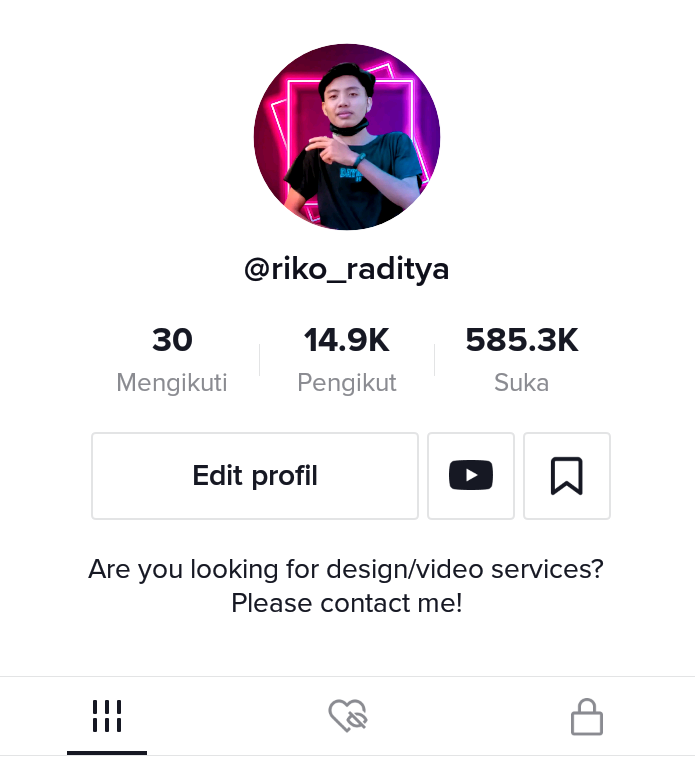 @riko_raditya
30 14.9K 585.3K
Mengikuti Pengikut Suka
Edit profil
Are you looking for design/video services?
Please contact me!